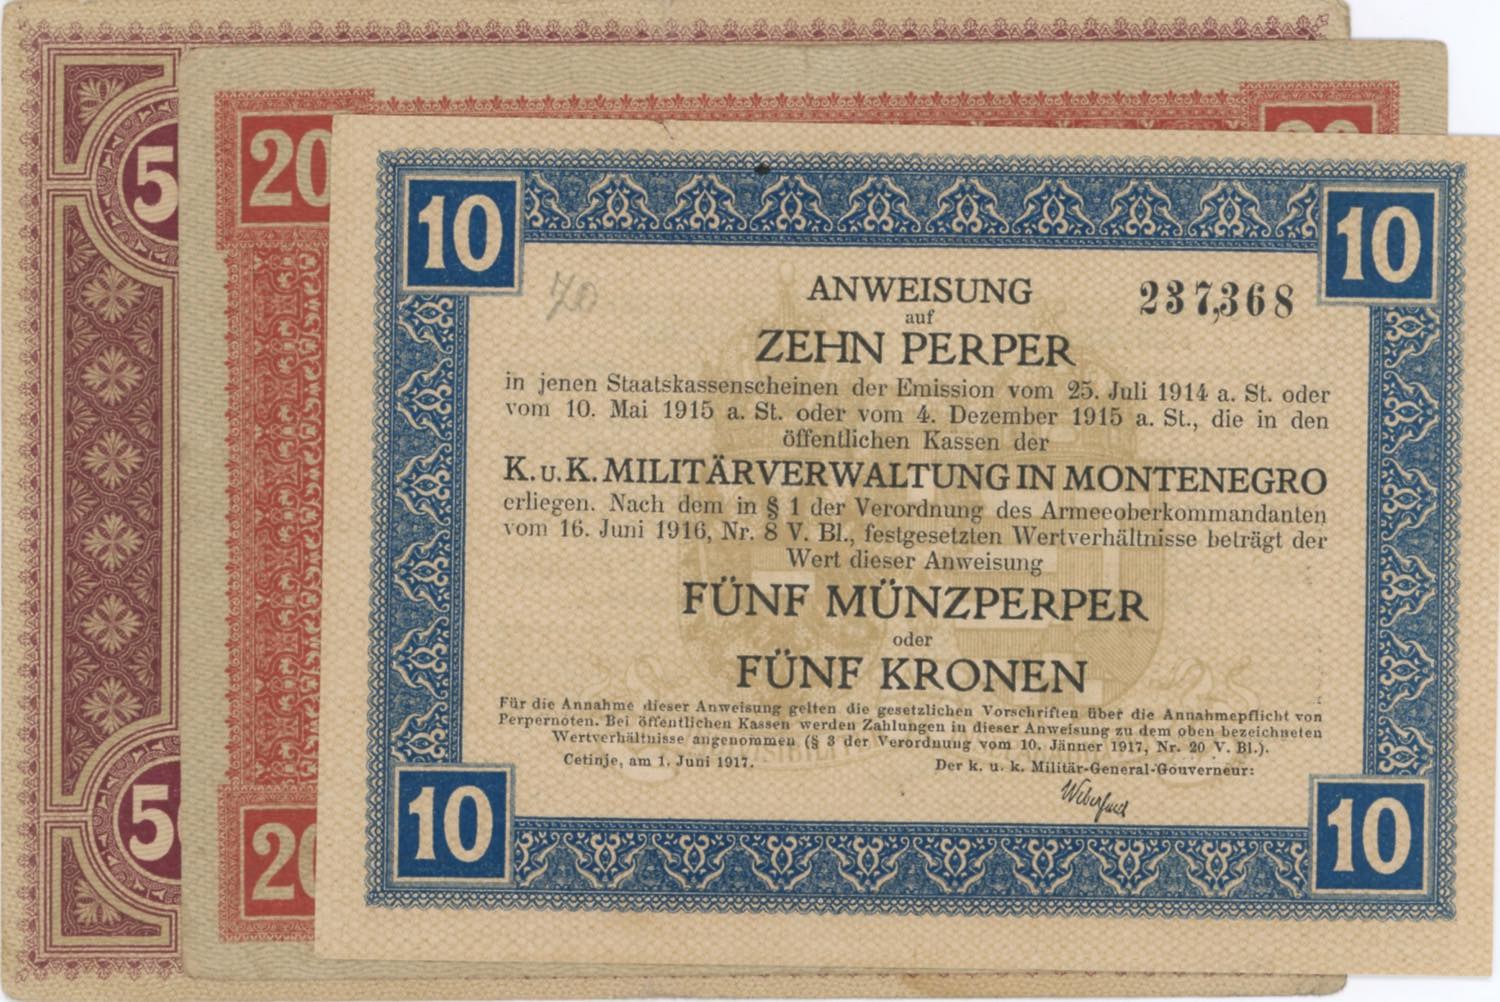 5
20
10
10
70
ANWEISUNG
237,368
auf
ZEHN PERPER
in jenen Staatskassenscheinen der Emission vom 25. Juli 1914 a. St. oder
vom 10. Mai 1915 a. St. oder vom 4. Dezember 1915 a. St., die in den
öffentlichen Kassen der
K. u. K. MILITÄRVERWALTUNG IN MONTENEGRO
erliegen. Nach dem in § 1 der Verordnung des Armeeoberkommandanten
vom 16. Juni 1916, Nr. 8 V. Bl., festgesetzten Wertverhältnisse beträgt der
Wert dieser Anweisung
FÜNF MÜNZPERPER
oder
FÜNF KRONEN
Für die Annahme dieser Anweisung gelten die gesetzlichen Vorschriften über die Annahmepflicht von
Perpernoten. Bei öffentlichen Kassen werden Zahlungen in dieser Anweisung zu dem oben bezeichneten
Wertverhältnisse angenommen (§ 3 der Verordnung vom 10. Jänner 1917, Nr. 20 V. Bl.).
Cetinje, am 1. Juni 1917.
Der k. u. k. Militär-General-Gouverneur:
5
20
10
10